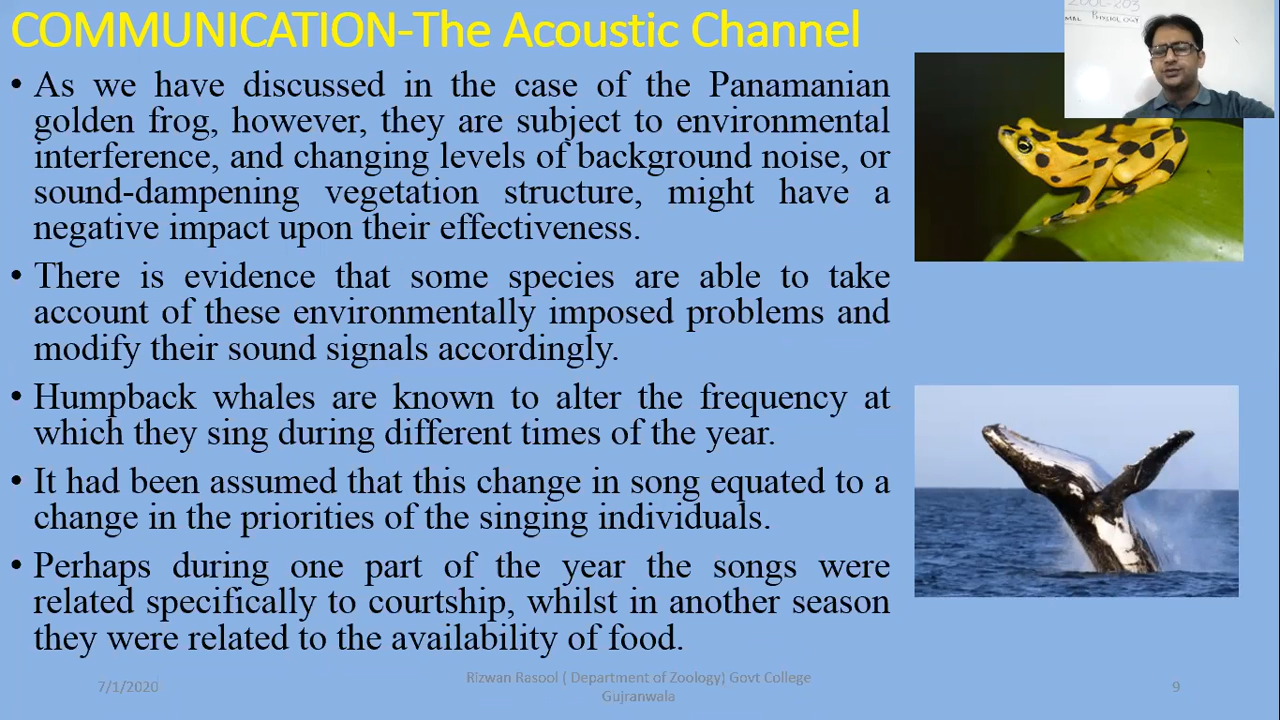 COMMUNICATION-The Acoustic Channel
• As we have discussed in the case of the Panamanian
golden frog, however, they are subject to environmental
interference, and changing levels of background noise, or
sound-dampening vegetation structure, might have a
negative impact upon their effectiveness.
• There is evidence that some species are able to take
account of these environmentally imposed problems and
modify their sound signals accordingly.
• Humpback whales are known to alter the frequency at
which they sing during different times of the year.
• It had been assumed that this change in song equated to a
change in the priorities of the singing individuals.
• Perhaps during one part of the year the songs were
related specifically to courtship, whilst in another season
they were related to the availability of food.
PHYSIOLOGY
7/1/2020
Rizwan Rasool ( Department of Zoology) Govt College
Gujranwala
9